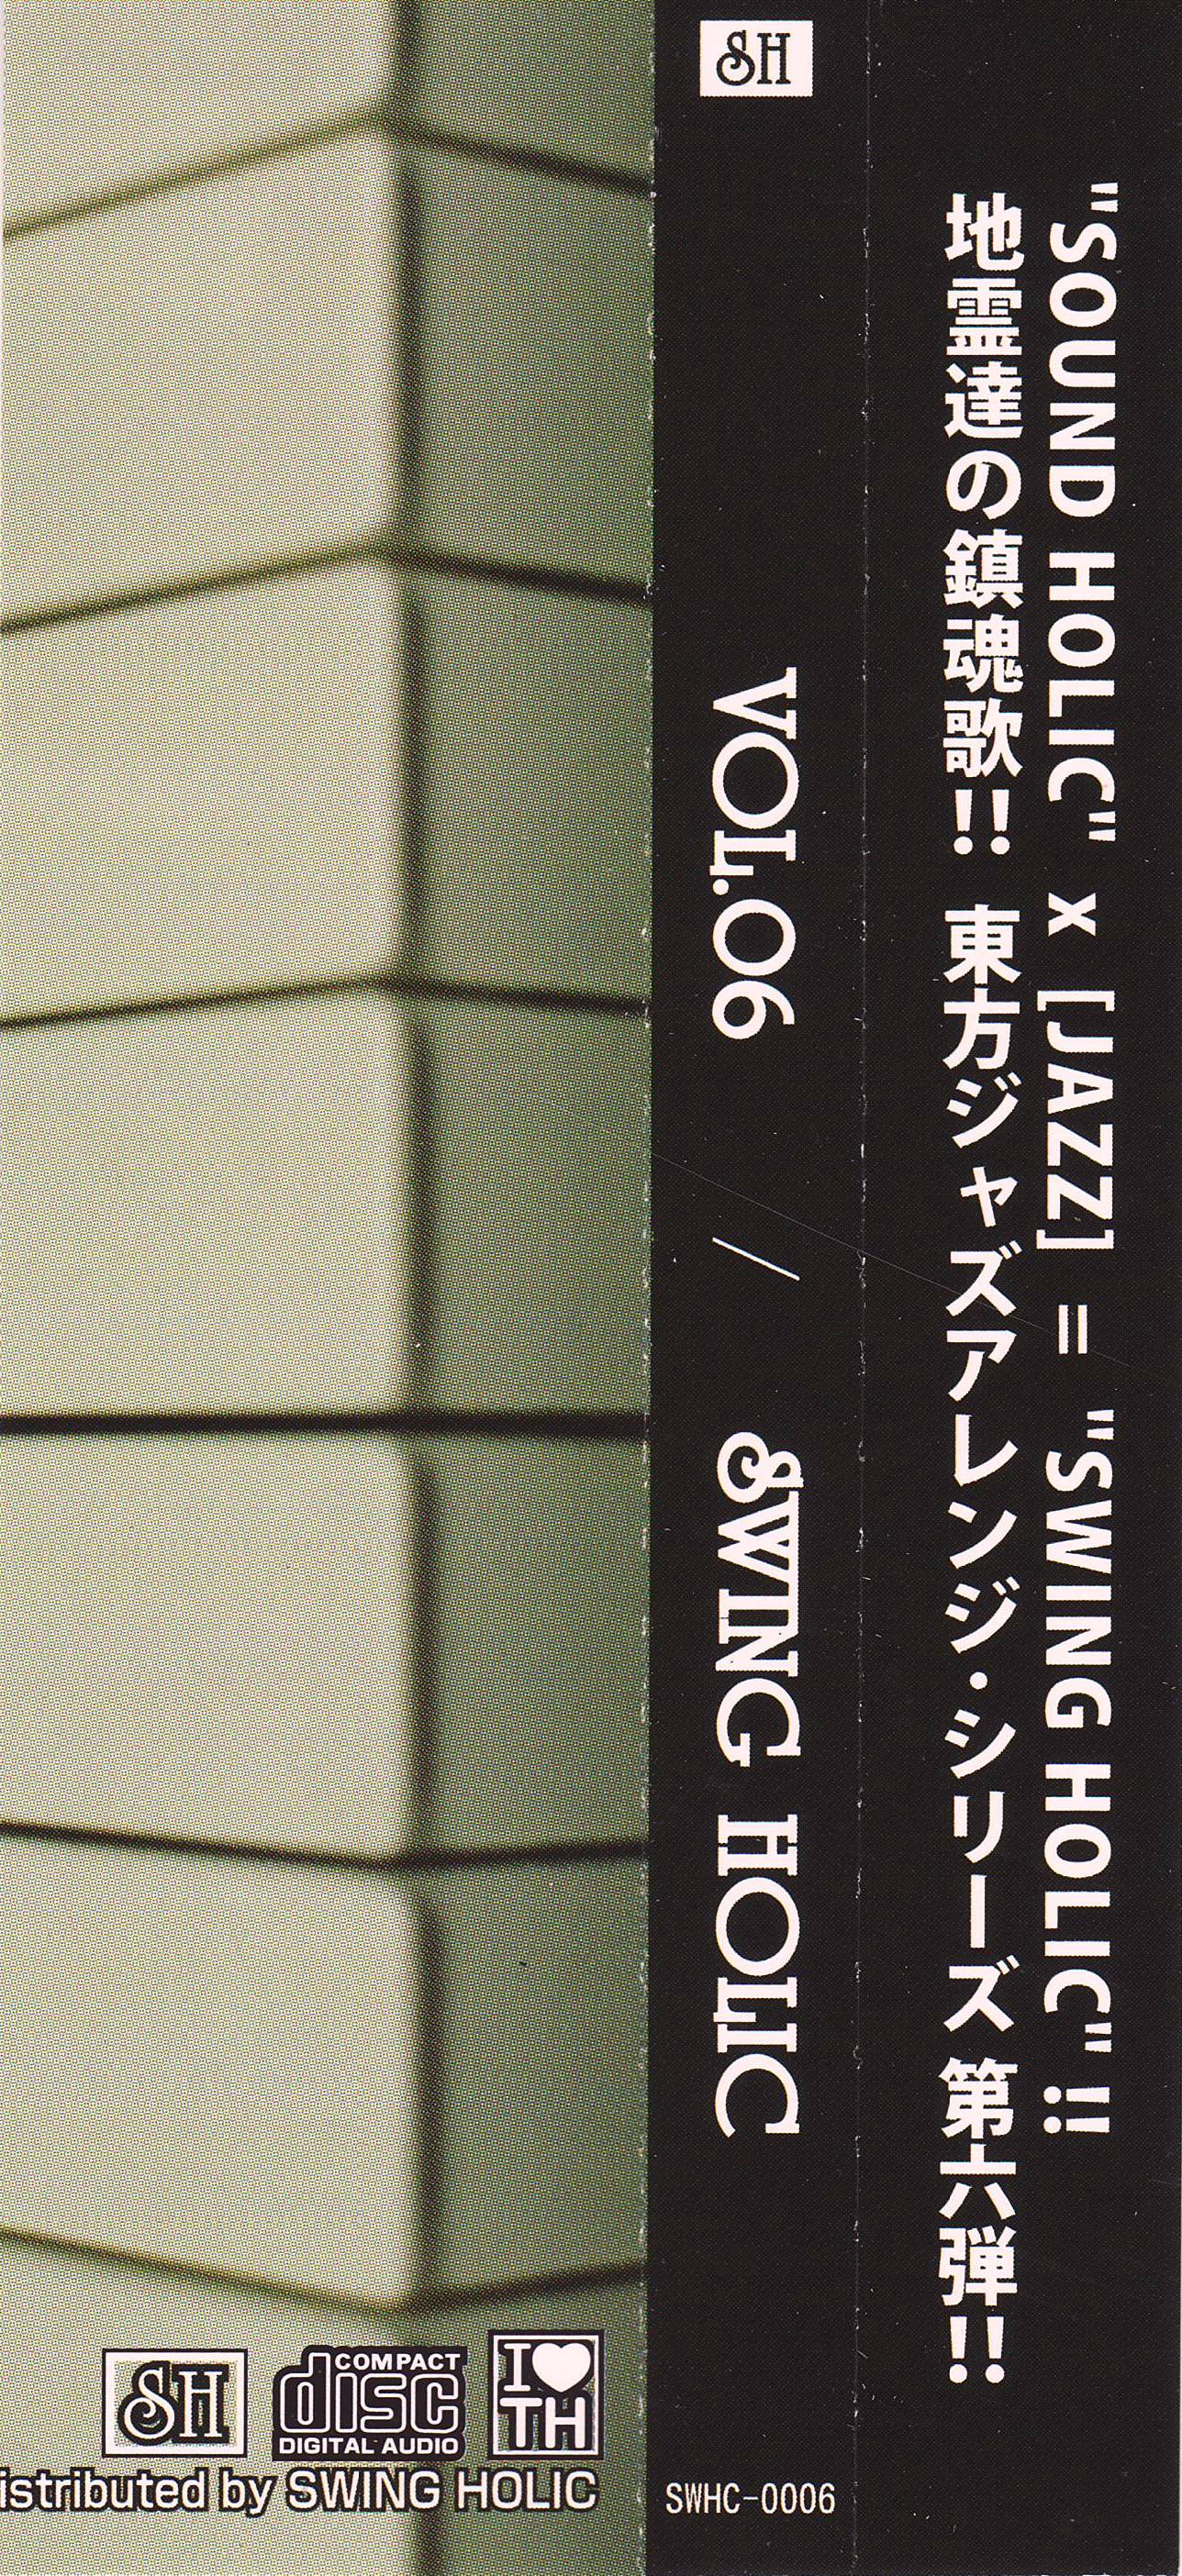 "SOUND HOLIC" x [JAZZ] = "SWING HOLIC"!!
地霊達の鎮魂歌!! 東方ジャズアレンジ・シリーズ 第六弾!!
SH
VOL.06 / SWING HOLIC
SWHC-0006
SH
COMPACT
disc
DIGITAL AUDIO
I♥
TH
istributed by SWING HOLIC